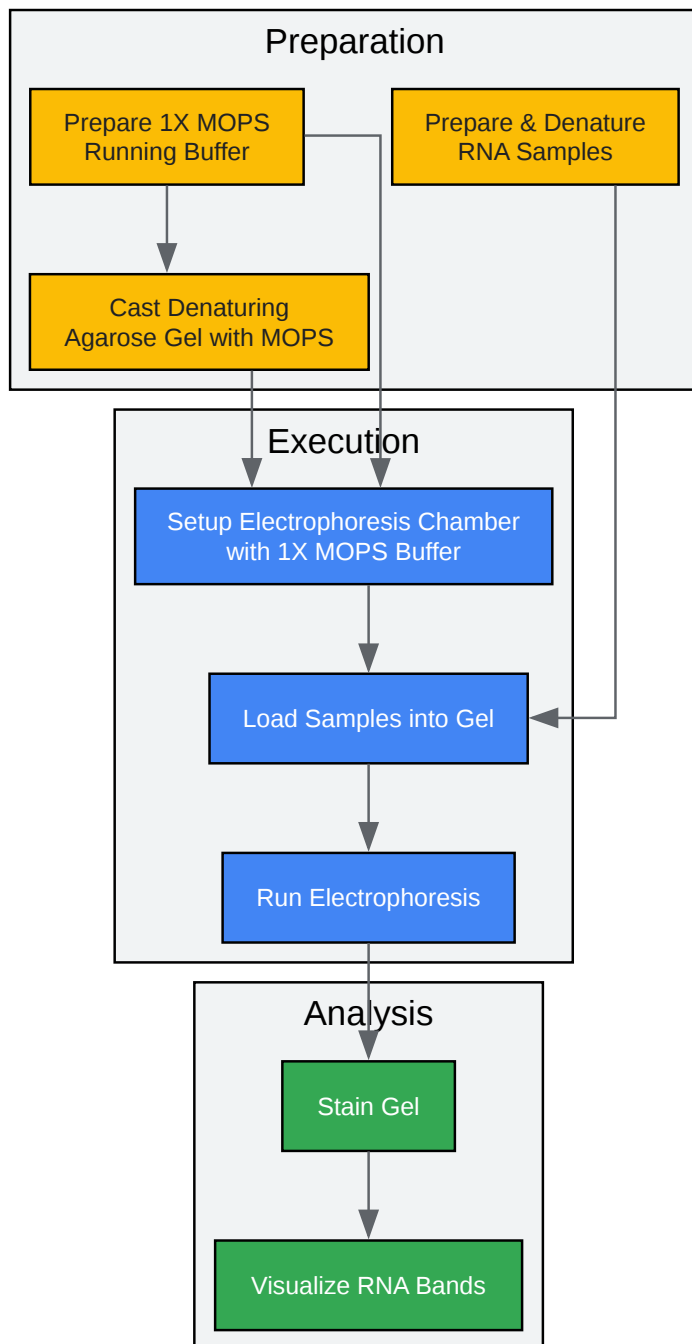 Preparation
Prepare 1X MOPS
Running Buffer
Prepare & Denature
RNA Samples
Cast Denaturing
Agarose Gel with MOPS
Execution
Setup Electrophoresis Chamber
with 1X MOPS Buffer
Load Samples into Gel
Run Electrophoresis
Analysis
Stain Gel
Visualize RNA Bands